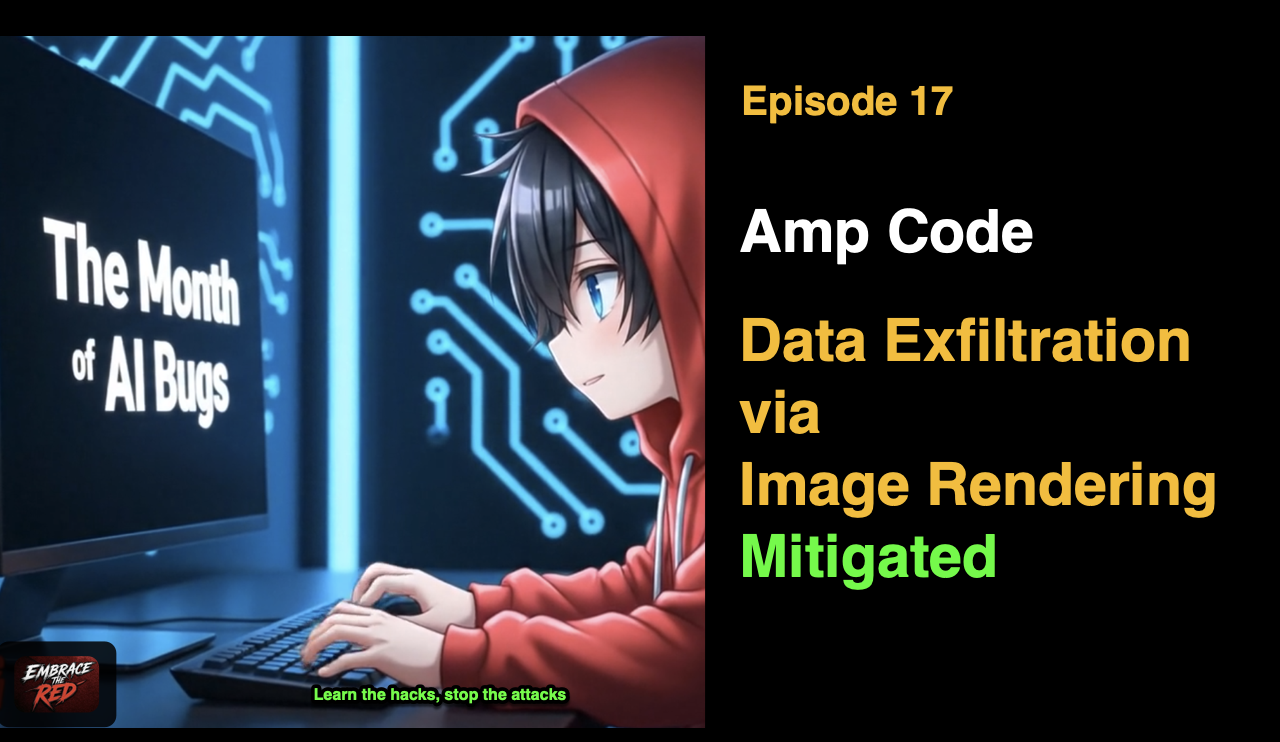 The Month
of AI Bugs
EMBRACE
THE
RED
Learn the hacks, stop the attacks
Episode 17
Amp Code
Data Exfiltration
via
Image Rendering
Mitigated